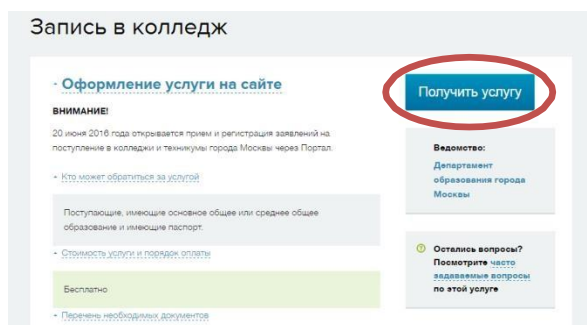 Запись в колледж
- Оформление услуги на сайте
ВНИМАНИЕ!
20 июня 2016 года открывается прием и регистрация заявлений на
поступление в колледжи и техникумы города Москвы через Портал.
Кто может обратиться за услугой
Поступающие, имеющие основное общее или среднее общее
образование и имеющие паспорт.
Стоимость услуги и порядок оплаты
Бесплатно
Перечень необходимых документов
Получить услугу
Ведомство:
Департамент
образования города
Москвы
Остались вопросы?
Посмотрите часто
задаваемые вопросы
по этой услуге